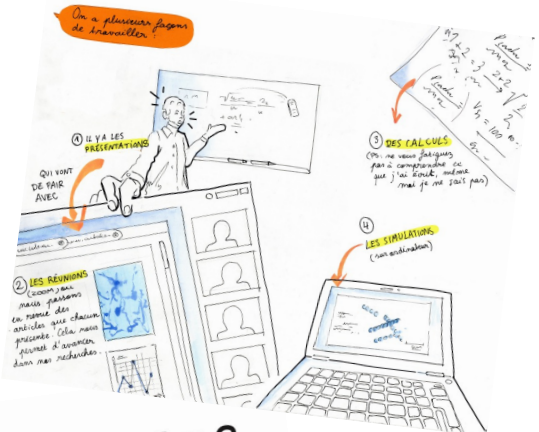 On a plusieurs façons
de travailler :
① IL Y A LES
PRÉSENTATIONS
QUI VONT
DE PAIR
AVEC
② LES RÉUNIONS
(zoom) où
nous passons
en revue des
articles que chacun
présente. Cela nous
permet d'avancer
dans nos recherches.
③ DES CALCULS
(PS: ne vous fatiguez
pas à comprendre ce
que j'ai écrit, même
moi je ne sais pas)
④
LES SIMULATIONS
(sur ordinateur)